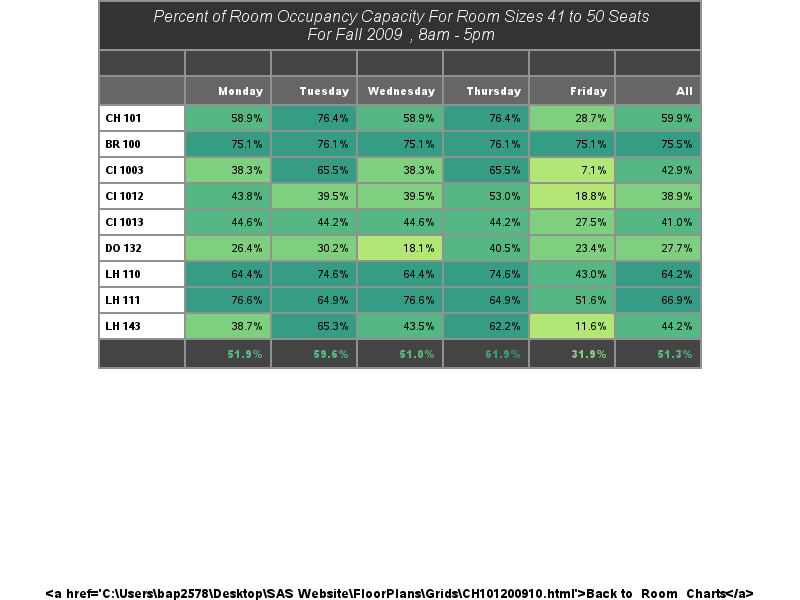 Percent of Room Occupancy Capacity For Room Sizes 41 to 50 Seats
For Fall 2009 , 8am - 5pm
Monday Tuesday Wednesday Thursday Friday All
CH 101 58.9% 76.4% 58.9% 76.4% 28.7% 59.9%
BR 100 75.1% 76.1% 75.1% 76.1% 75.1% 75.5%
CI 1003 38.3% 65.5% 38.3% 65.5% 7.1% 42.9%
CI 1012 43.8% 39.5% 39.5% 53.0% 18.8% 38.9%
CI 1013 44.6% 44.2% 44.6% 44.2% 27.5% 41.0%
DO 132 26.4% 30.2% 18.1% 40.5% 23.4% 27.7%
LH 110 64.4% 74.6% 64.4% 74.6% 43.0% 64.2%
LH 111 76.6% 64.9% 76.6% 64.9% 51.6% 66.9%
LH 143 38.7% 65.3% 43.5% 62.2% 11.6% 44.2%
51.9% 59.6% 51.0% 61.9% 31.9% 51.3%
<a href='C:\Users\bap2578\Desktop\SAS Website\FloorPlans\Grids\CH101200910.html'>Back to Room Charts</a>